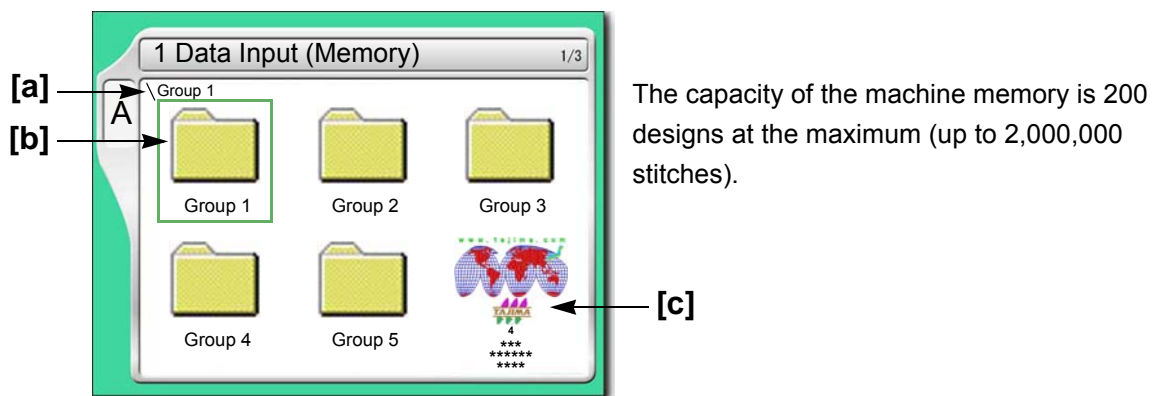 1 Data Input (Memory)
1/3
[a]
\Group 1
A
[b]
The capacity of the machine memory is 200
designs at the maximum (up to 2,000,000
stitches).
Group 1
Group 2
Group 3
www.tajima.com
TAJIMA
[c]
4
Group 4
Group 5
***
******
****